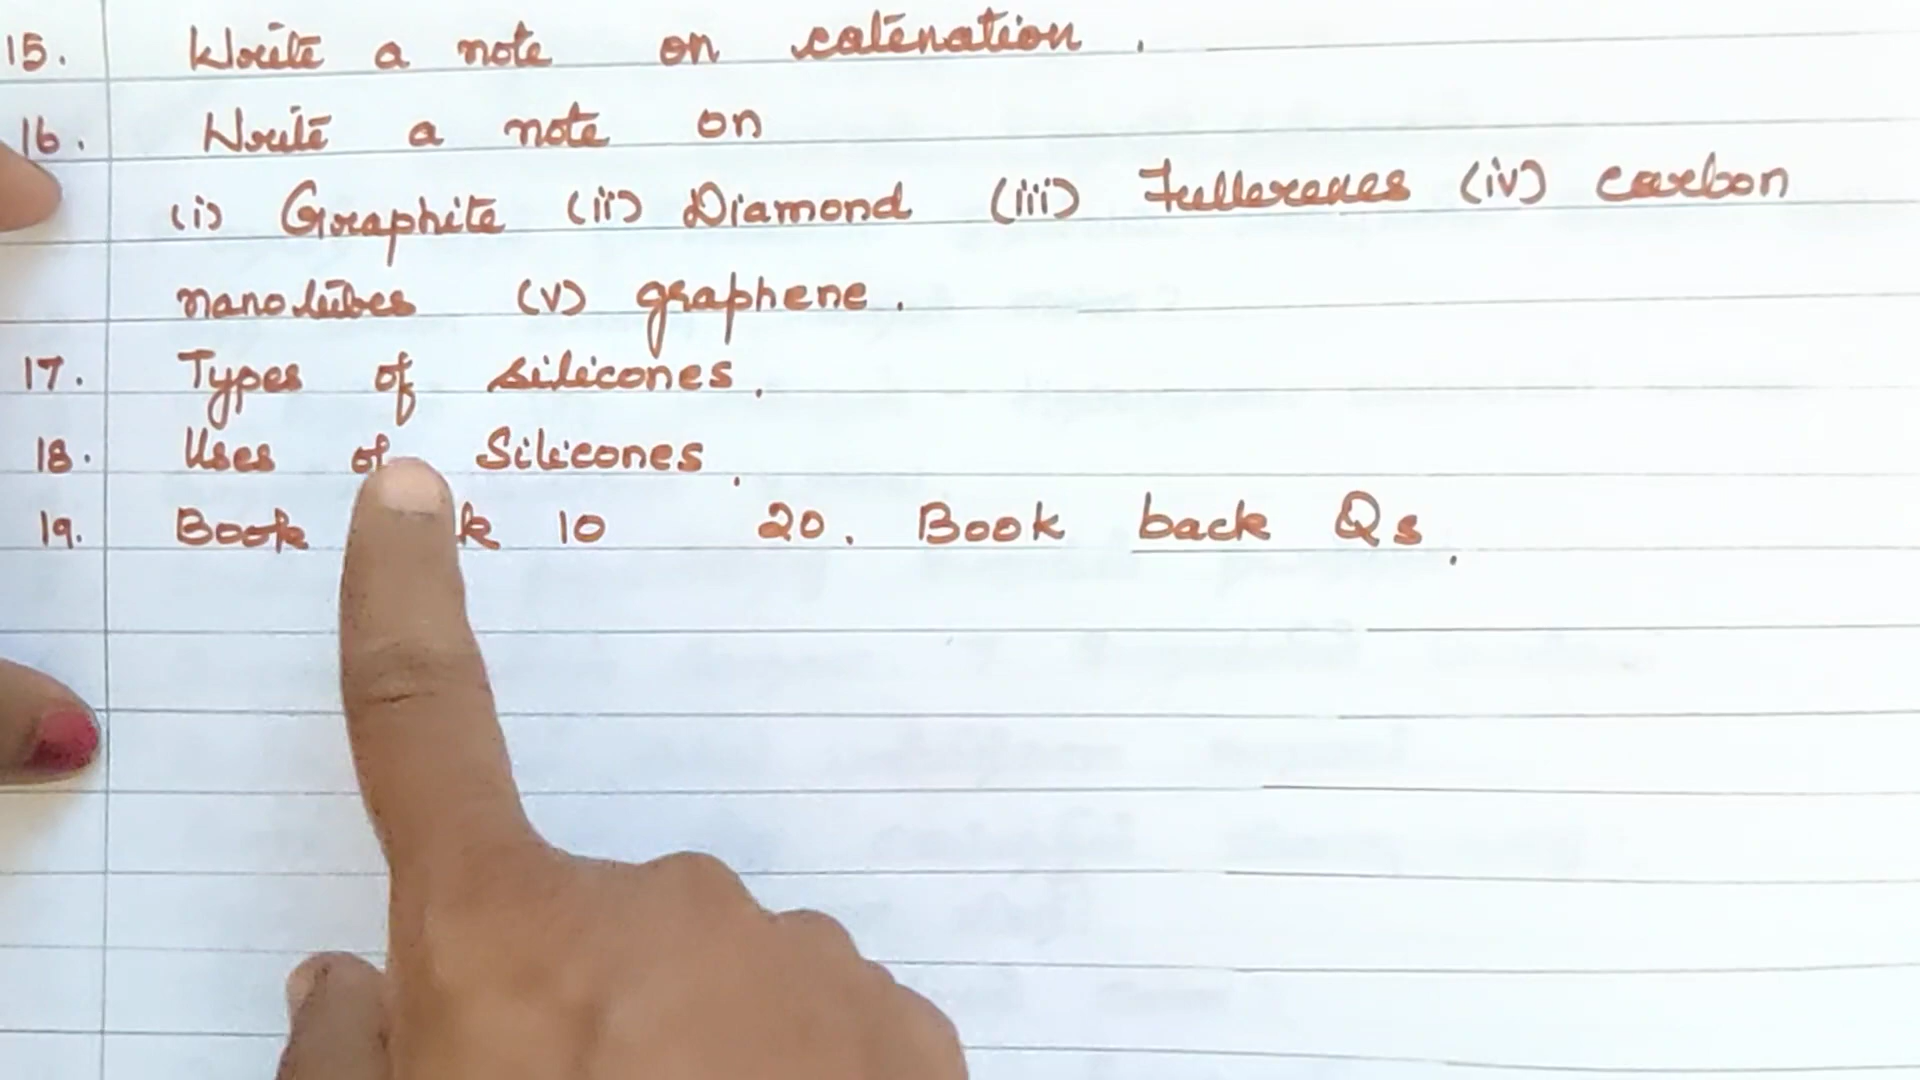 15. Write a note on catenation.
16. Write a note on
(i) Graphite (ii) Diamond (iii) Fullerenes (iv) carbon
nanotubes (v) graphene.
17. Types of silicones.
18. Uses of Silicones.
19. Book 10 20. Book back Qs.